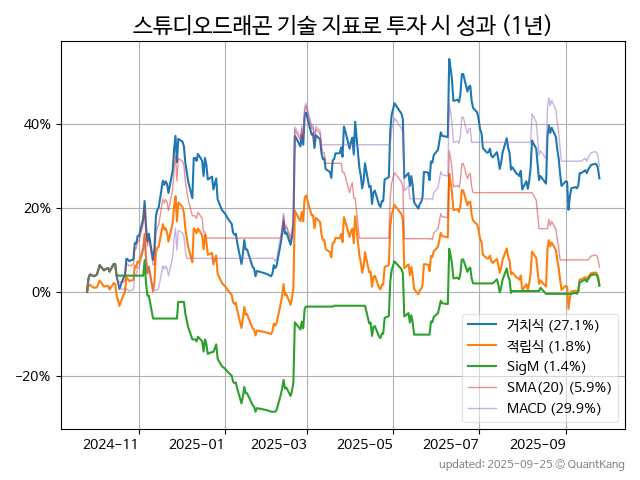 스튜디오드래곤 기술 지표로 투자 시 성과 (1년)
40%
20%
0%
−20%
거치식 (27.1%)
적립식 (1.8%)
SigM (1.4%)
SMA(20) (5.9%)
MACD (29.9%)
2024-11
2025-01
2025-03
2025-05
2025-07
2025-09
updated: 2025-09-25 © QuantKang